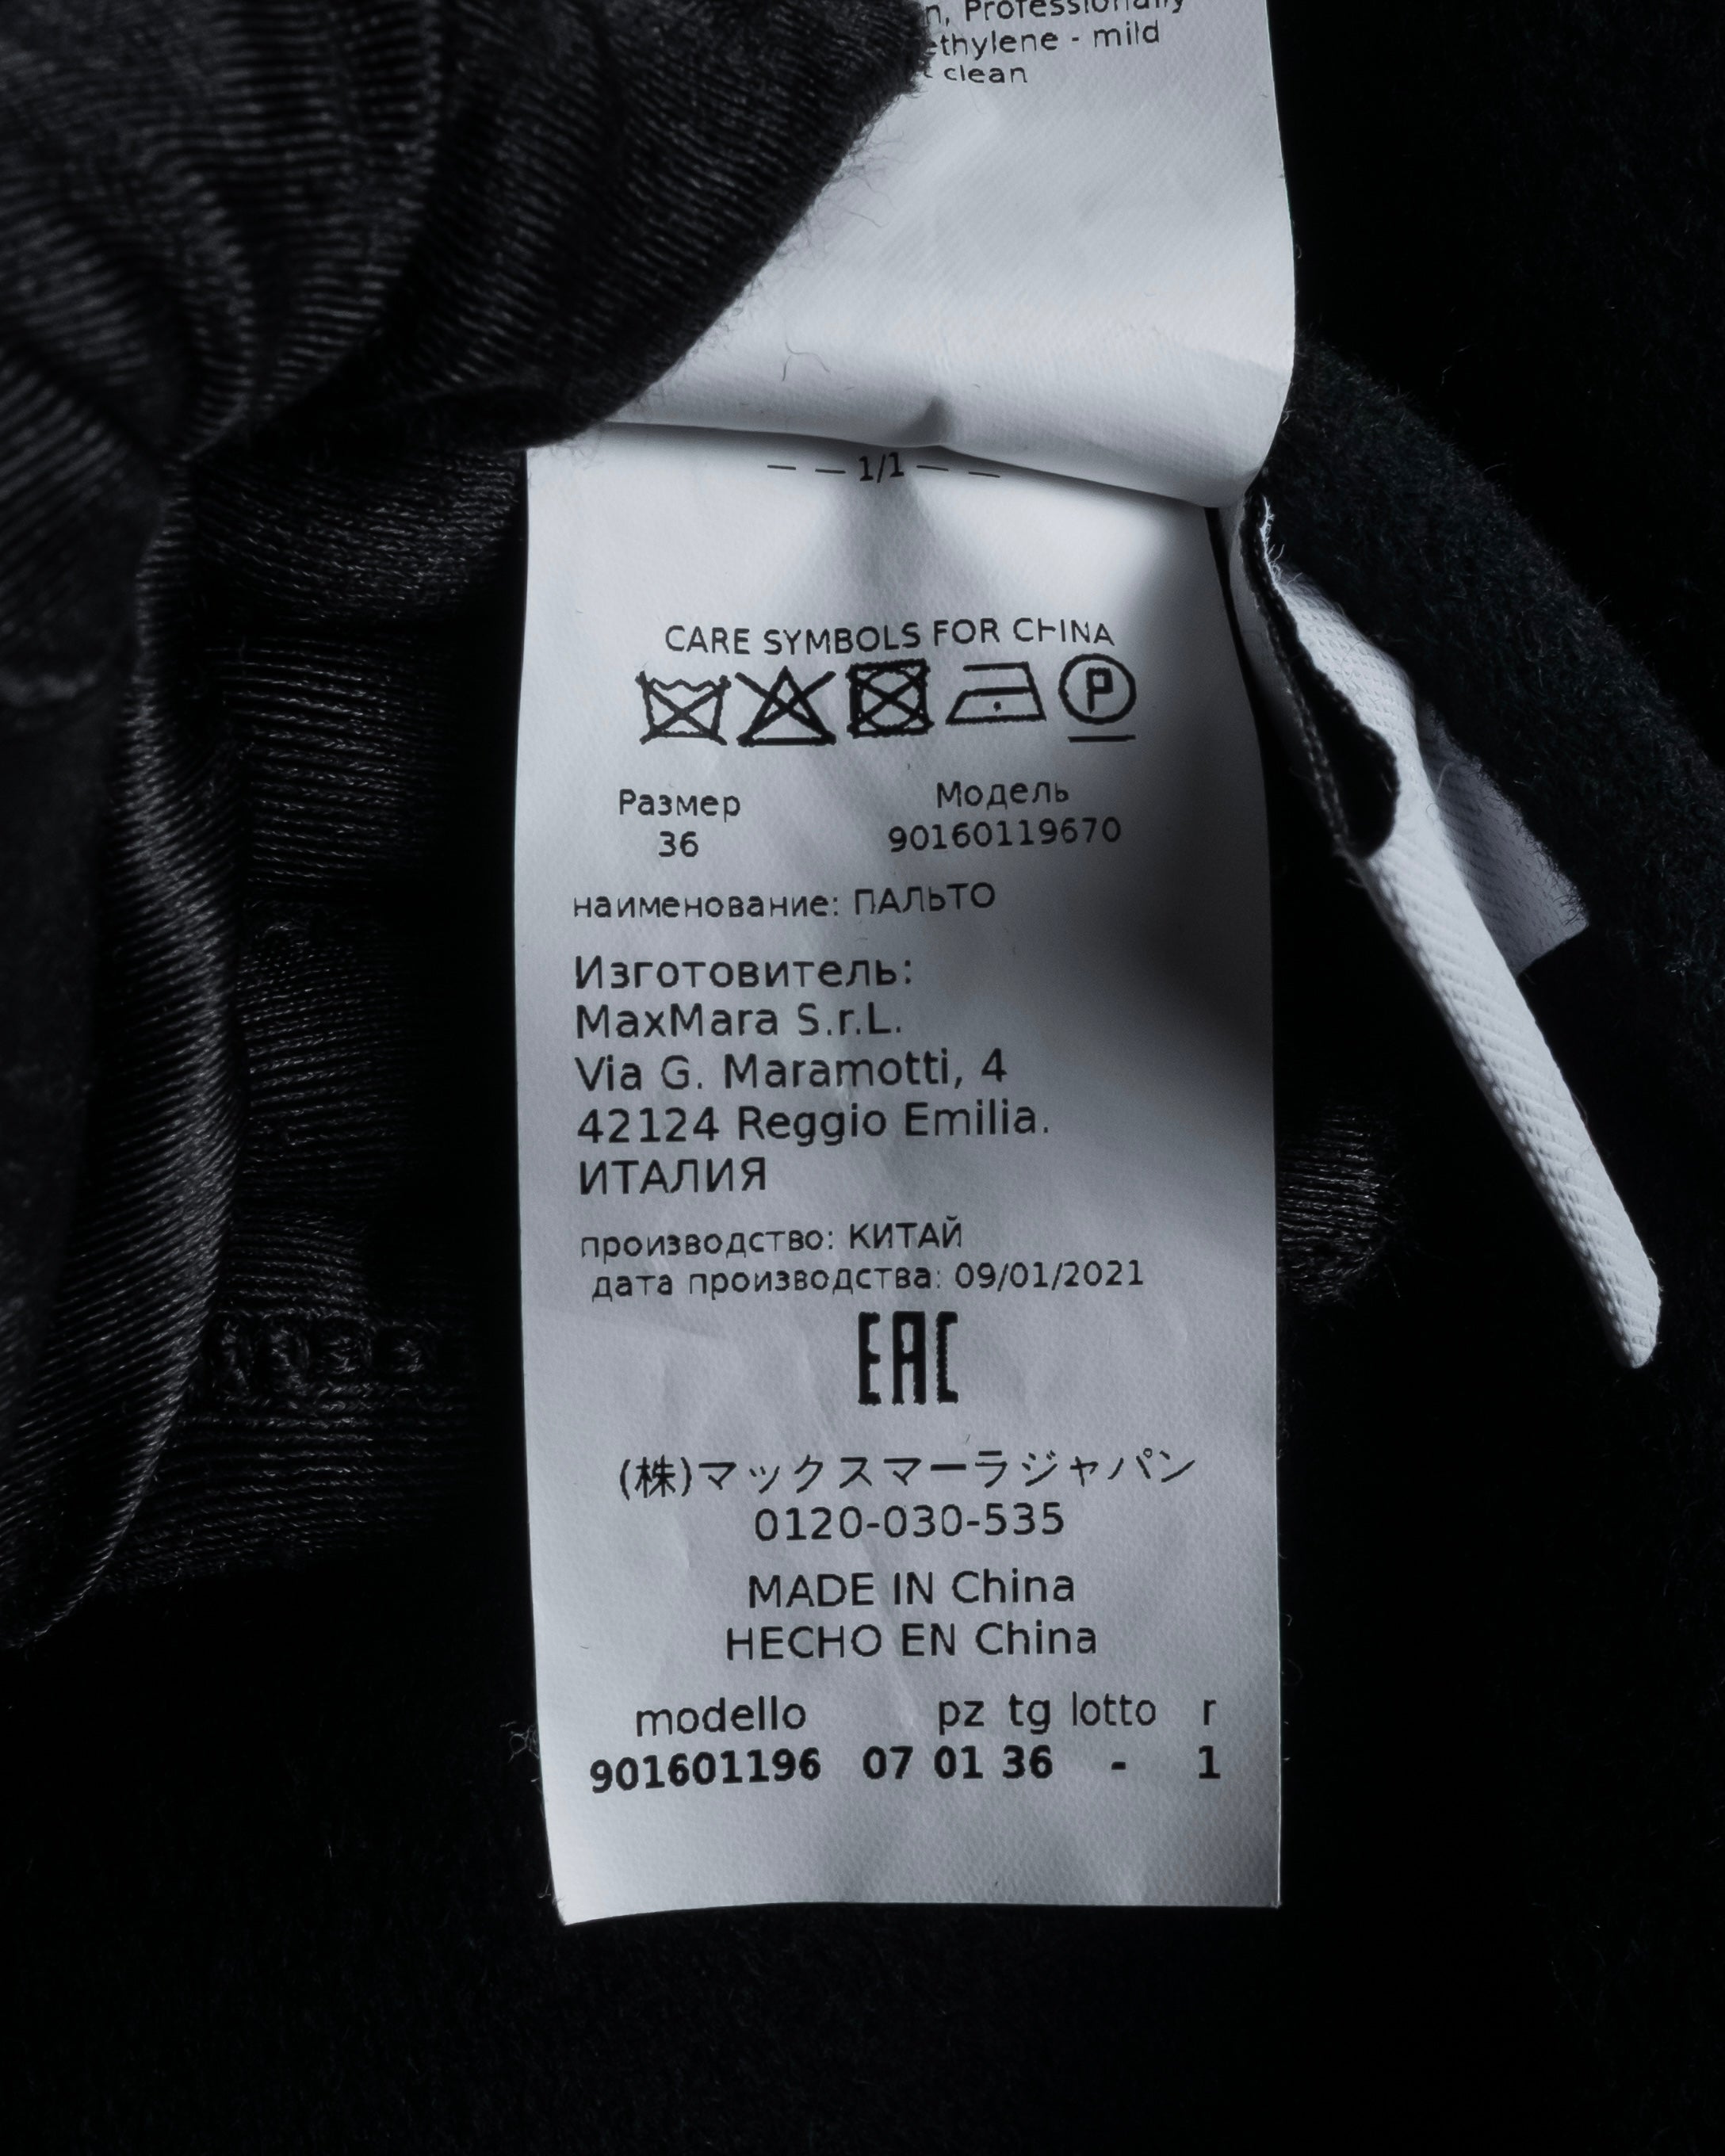 Professionally
ethylene - mild
clean
– – 1/1 – –
CARE SYMBOLS FOR CHINA
P
Размер Модель
36 90160119670
наименование: ПАЛЬТО
Изготовитель:
MaxMara S.r.L.
Via G. Maramotti, 4
42124 Reggio Emilia.
ИТАЛИЯ
производство: КИТАЙ
дата производства: 09/01/2021
EAC
(株)マックスマーラジャパン
0120-030-535
MADE IN China
HECHO EN China
modello pz tg lotto r
901601196 07 01 36 - 1